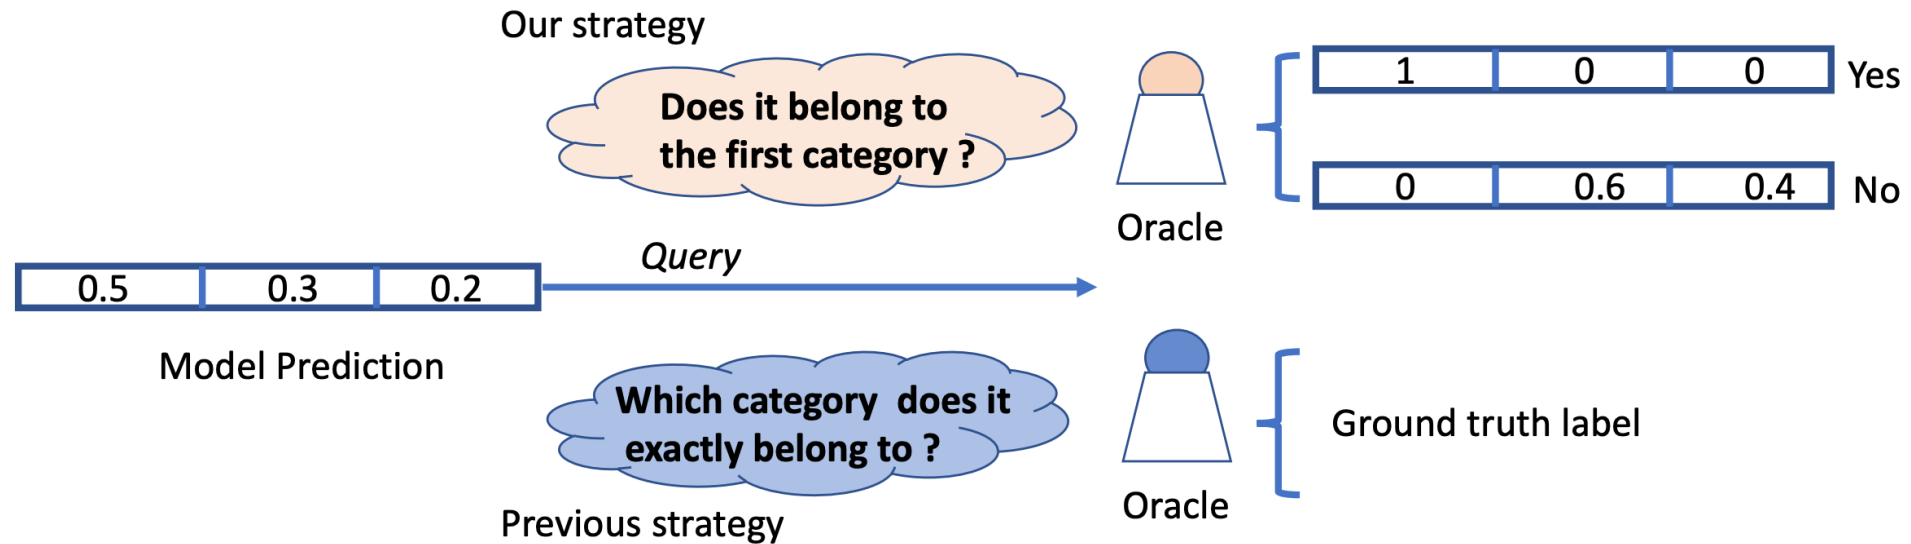 Our strategy
Does it belong to
the first category ?
Oracle
1 0 0 Yes
0 0.6 0.4 No
Query
0.5 0.3 0.2
Model Prediction
Which category does it
exactly belong to ?
Oracle
Ground truth label
Previous strategy